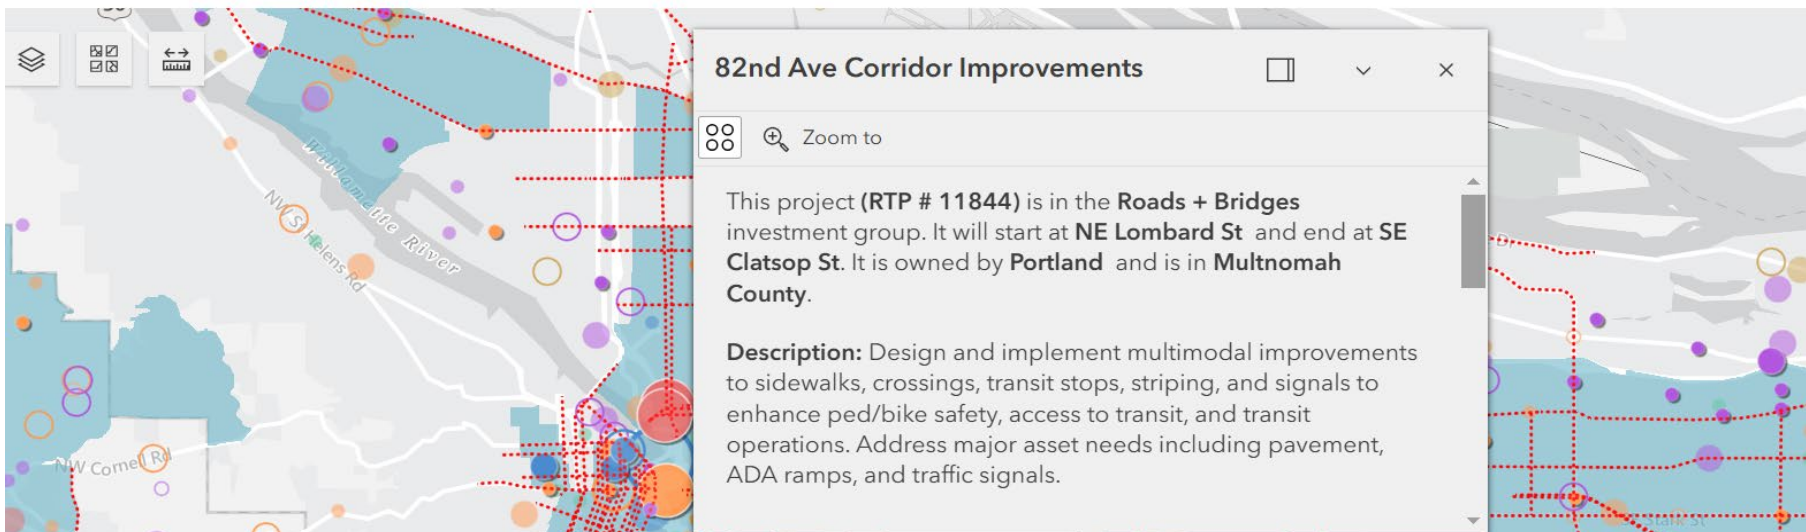 30
82nd Ave Corridor Improvements
Zoom to
This project (RTP # 11844) is in the Roads + Bridges
investment group. It will start at NE Lombard St and end at SE
Clatsop St. It is owned by Portland and is in Multnomah
County.
Description: Design and implement multimodal improvements
to sidewalks, crossings, transit stops, striping, and signals to
enhance ped/bike safety, access to transit, and transit
operations. Address major asset needs including pavement,
ADA ramps, and traffic signals.
Willamette River
NW St Helens Rd
NW Cornell Rd
Stark St